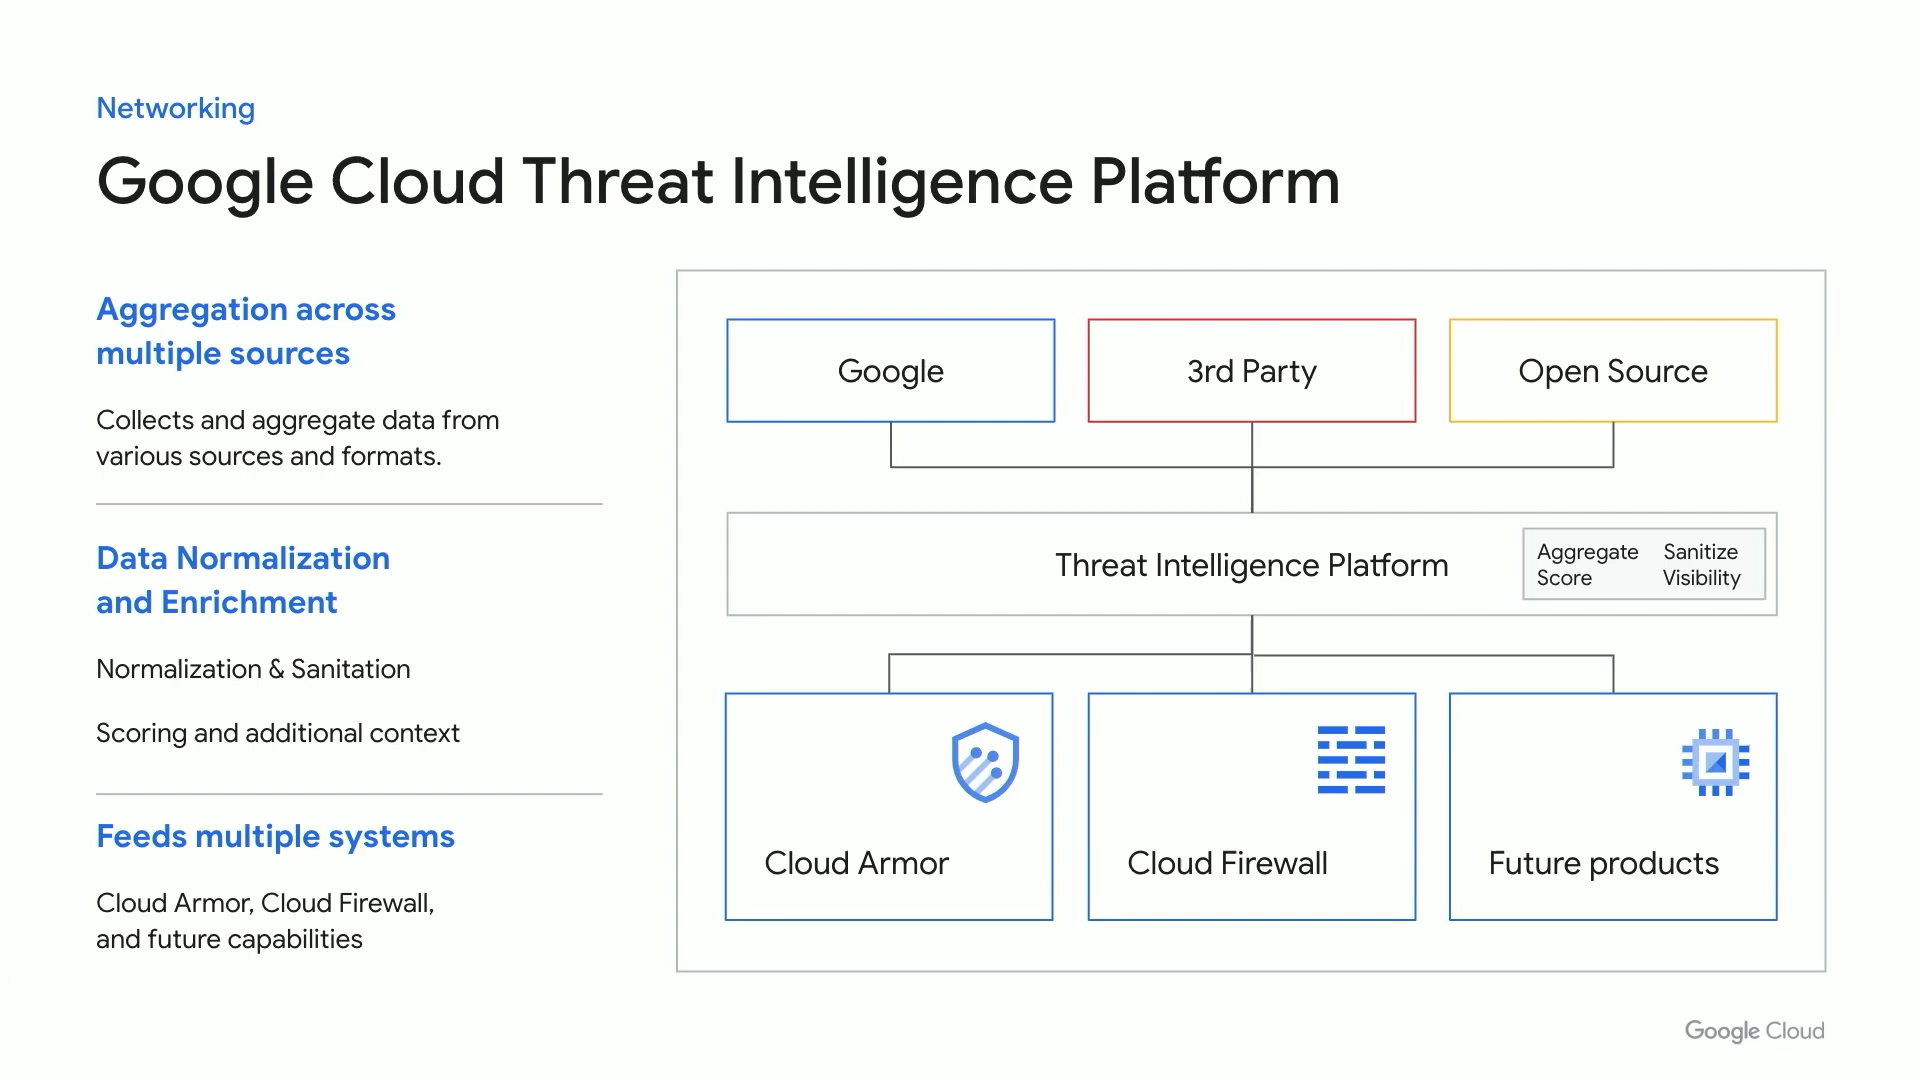 Networking
Google Cloud Threat Intelligence Platform
Aggregation across
multiple sources
Collects and aggregate data from
various sources and formats.
Data Normalization
and Enrichment
Normalization & Sanitation
Scoring and additional context
Feeds multiple systems
Cloud Armor, Cloud Firewall,
and future capabilities
Google
3rd Party
Open Source
Threat Intelligence Platform
Aggregate Sanitize
Score Visibility
Cloud Armor
Cloud Firewall
Future products
Google Cloud